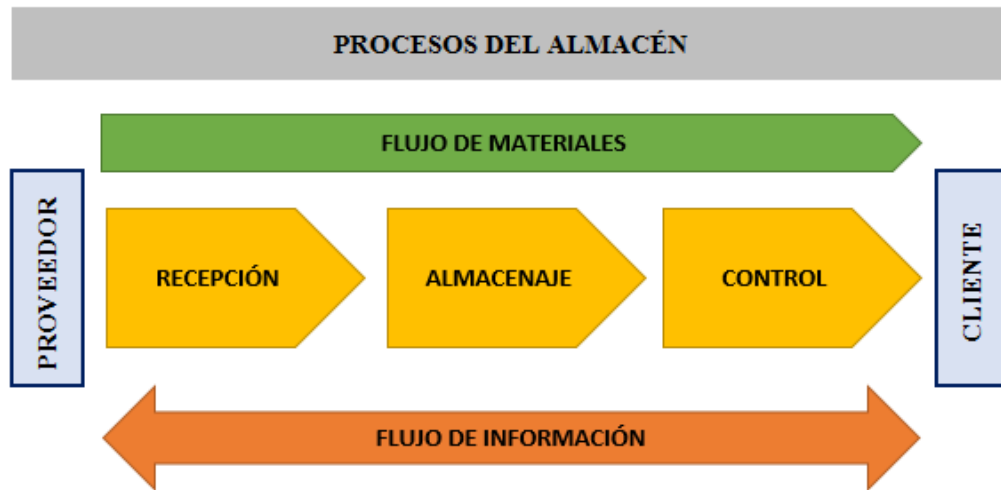 PROCESOS DEL ALMACÉN
FLUJO DE MATERIALES
PROVEEDOR
RECEPCIÓN
ALMACENAJE
CONTROL
CLIENTE
FLUJO DE INFORMACIÓN